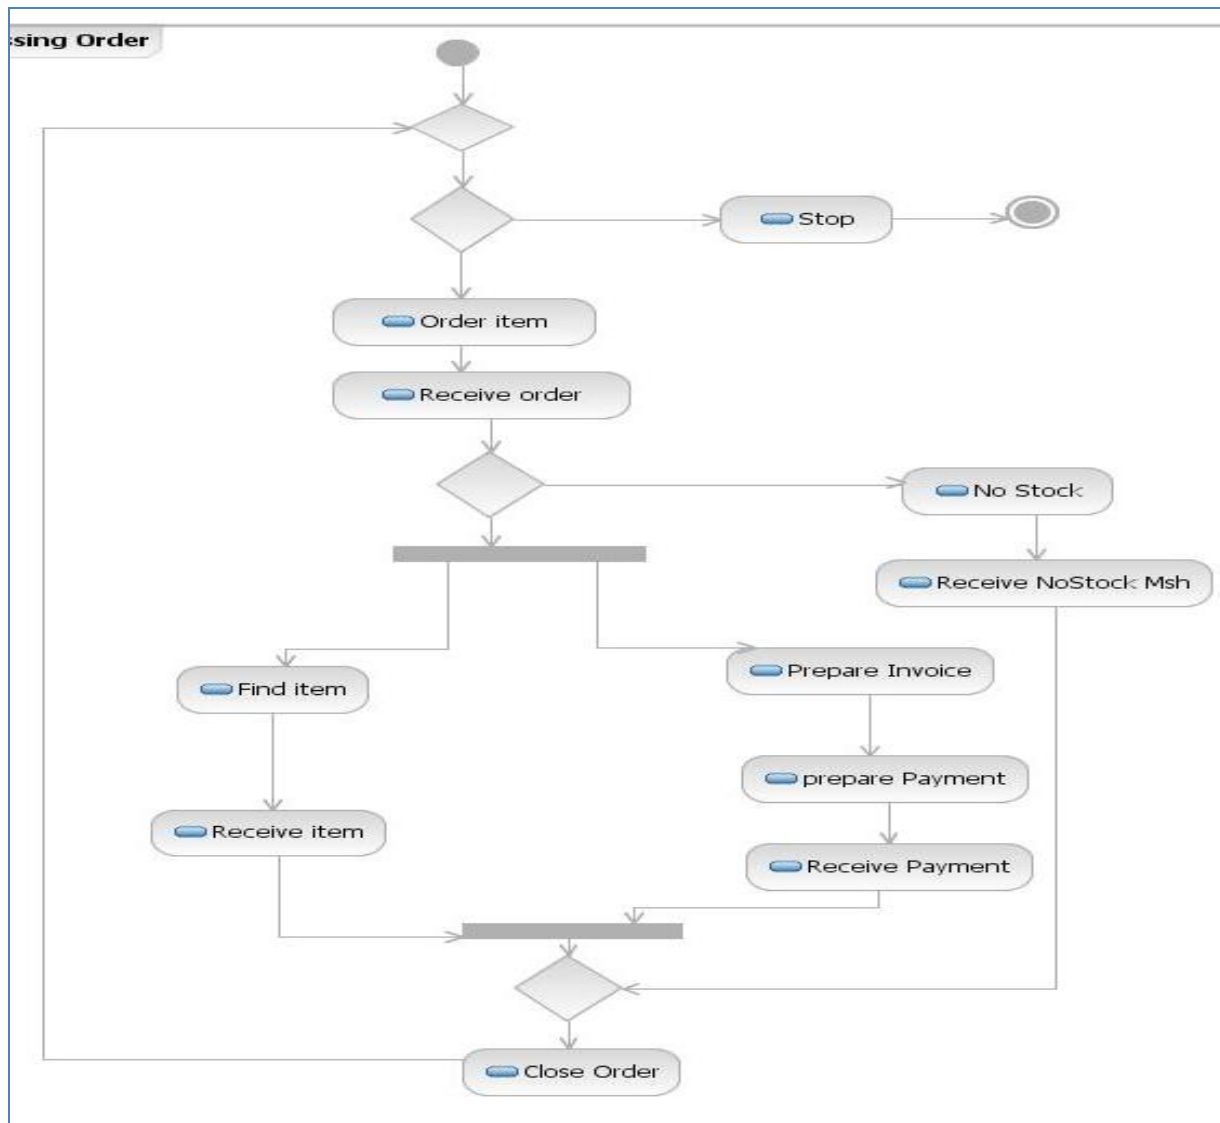 ssing Order
Stop
Order item
Receive order
No Stock
Receive NoStock Msh
Find item
Prepare Invoice
prepare Payment
Receive item
Receive Payment
Close Order